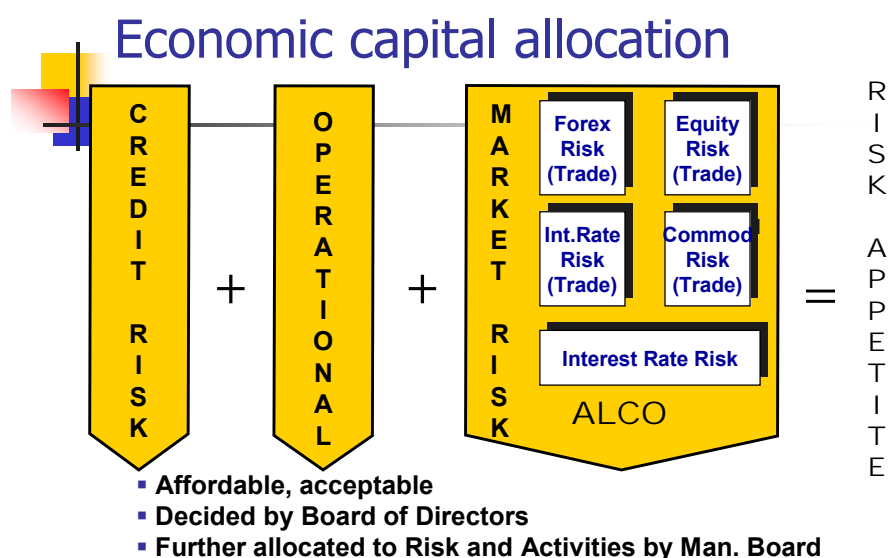 Economic capital allocation
CREDIT RISK
+
OPERATIONAL
+
MARKET RISK
Forex
Risk
(Trade)
Equity
Risk
(Trade)
Int.Rate
Risk
(Trade)
Commod
Risk
(Trade)
Interest Rate Risk
ALCO
=
RISK APPETITE
▪ Affordable, acceptable
▪ Decided by Board of Directors
▪ Further allocated to Risk and Activities by Man. Board